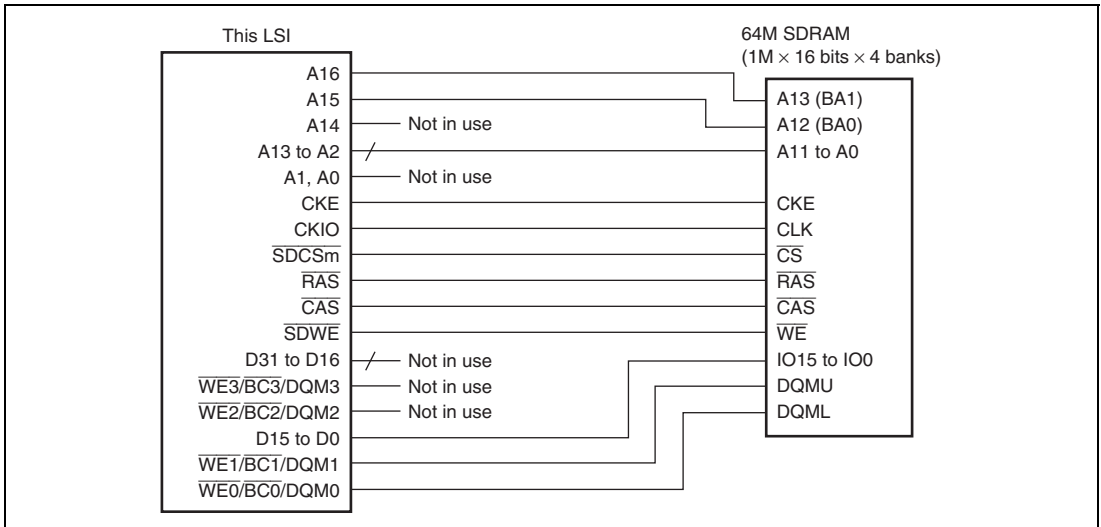 This LSI
A16
A15
A14
Not in use
A13 to A2
A1, A0
Not in use
CKE
CKIO
SDCSm
RAS
CAS
SDWE
D31 to D16
Not in use
WE3/BC3/DQM3
Not in use
WE2/BC2/DQM2
Not in use
D15 to D0
WE1/BC1/DQM1
WE0/BC0/DQM0
64M SDRAM
(1M × 16 bits × 4 banks)
A13 (BA1)
A12 (BA0)
A11 to A0
CKE
CLK
CS
RAS
CAS
WE
IO15 to IO0
DQMU
DQML